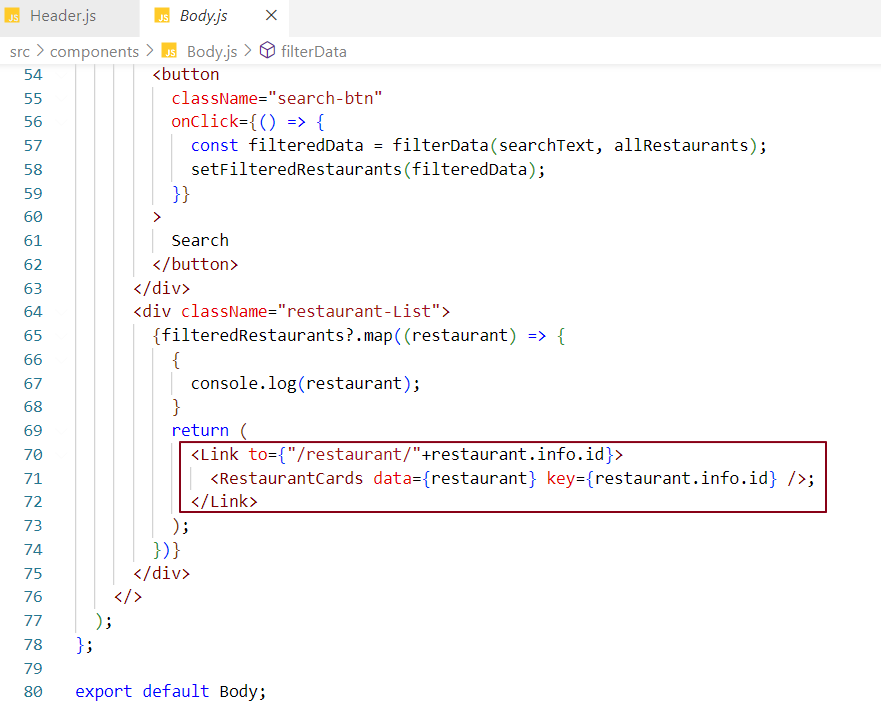 JS Header.js JS Body.js ×
src > components > JS Body.js > filterData
54 <button
55 className="search-btn"
56 onClick={() => {
57 const filteredData = filterData(searchText, allRestaurants);
58 setFilteredRestaurants(filteredData);
59 }}
60 >
61 Search
62 </button>
63 </div>
64 <div className="restaurant-List">
65 {filteredRestaurants?.map((restaurant) => {
66 {
67 console.log(restaurant);
68 }
69 return (
70 <Link to={"/restaurant/"+restaurant.info.id}>
71 <RestaurantCards data={restaurant} key={restaurant.info.id} />;
72 </Link>
73 );
74 })}
75 </div>
76 </>
77 );
78 };
79
80 export default Body;